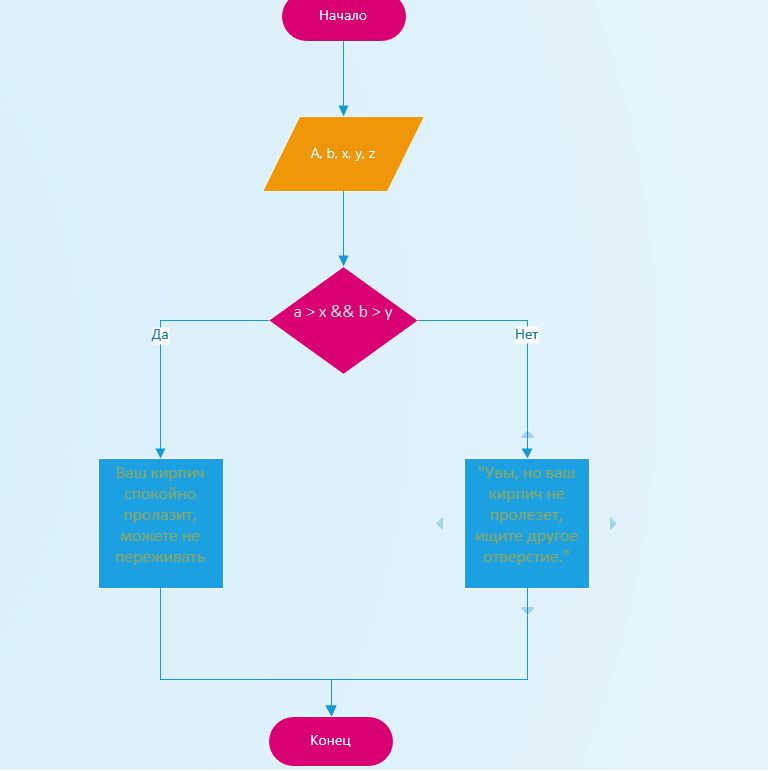 Начало
A, b, x, y, z
a > x && b > y
Да
Нет
Ваш кирпич
спокойно
пролазит,
можете не
переживать
"Увы, но ваш
кирпич не
пролезет,
ищите другое
отверстие."
Конец